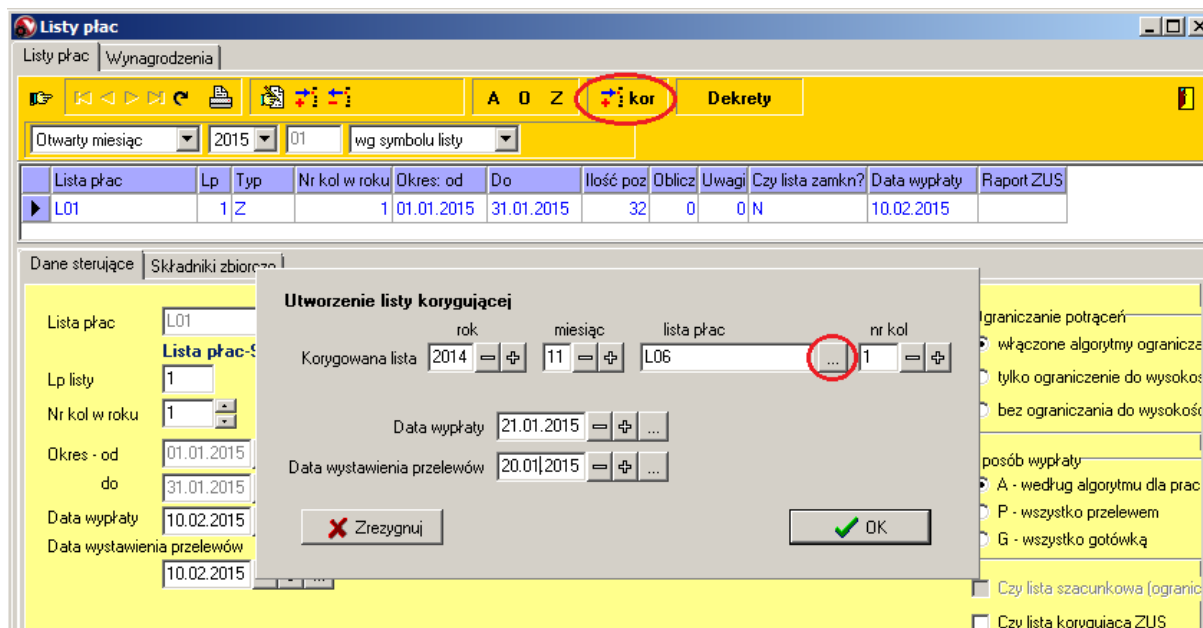 Listy płac
Listy płac Wynagrodzenia
A O Z kor Dekrety
Otwarty miesiąc 2015 01 wg symbolu listy
Lista płac Lp Typ Nr kol w roku Okres: od Do Ilość poz Oblicz Uwagi Czy lista zamkn? Data wypłaty Raport ZUS
L01 1 Z 1 01.01.2015 31.01.2015 32 0 0 N 10.02.2015
Dane sterujące Składniki zbiorcze
Utworzenie listy korygującej
rok miesiąc lista płac nr kol
Korygowana lista 2014 11 L06 ... 1
Data wypłaty 21.01.2015 ...
Data wystawienia przelewów 20.01.2015 ...
Zrezygnuj OK
Lista płac L01
Lista płac-S
Lp listy 1
Nr kol w roku 1
Okres - od 01.01.2015
do 31.01.2015
Data wypłaty 10.02.2015
Data wystawienia przelewów
10.02.2015 ...
graniczanie potrąceń
włączone algorytmy ogranicza
tylko ograniczenie do wysokoś
bez ograniczania do wysokoś
posób wypłaty
A - według algorytmu dla prac
P - wszystko przelewem
G - wszystko gotówką
Czy lista szacunkowa (ogranic
Czy lista korygująca ZUS